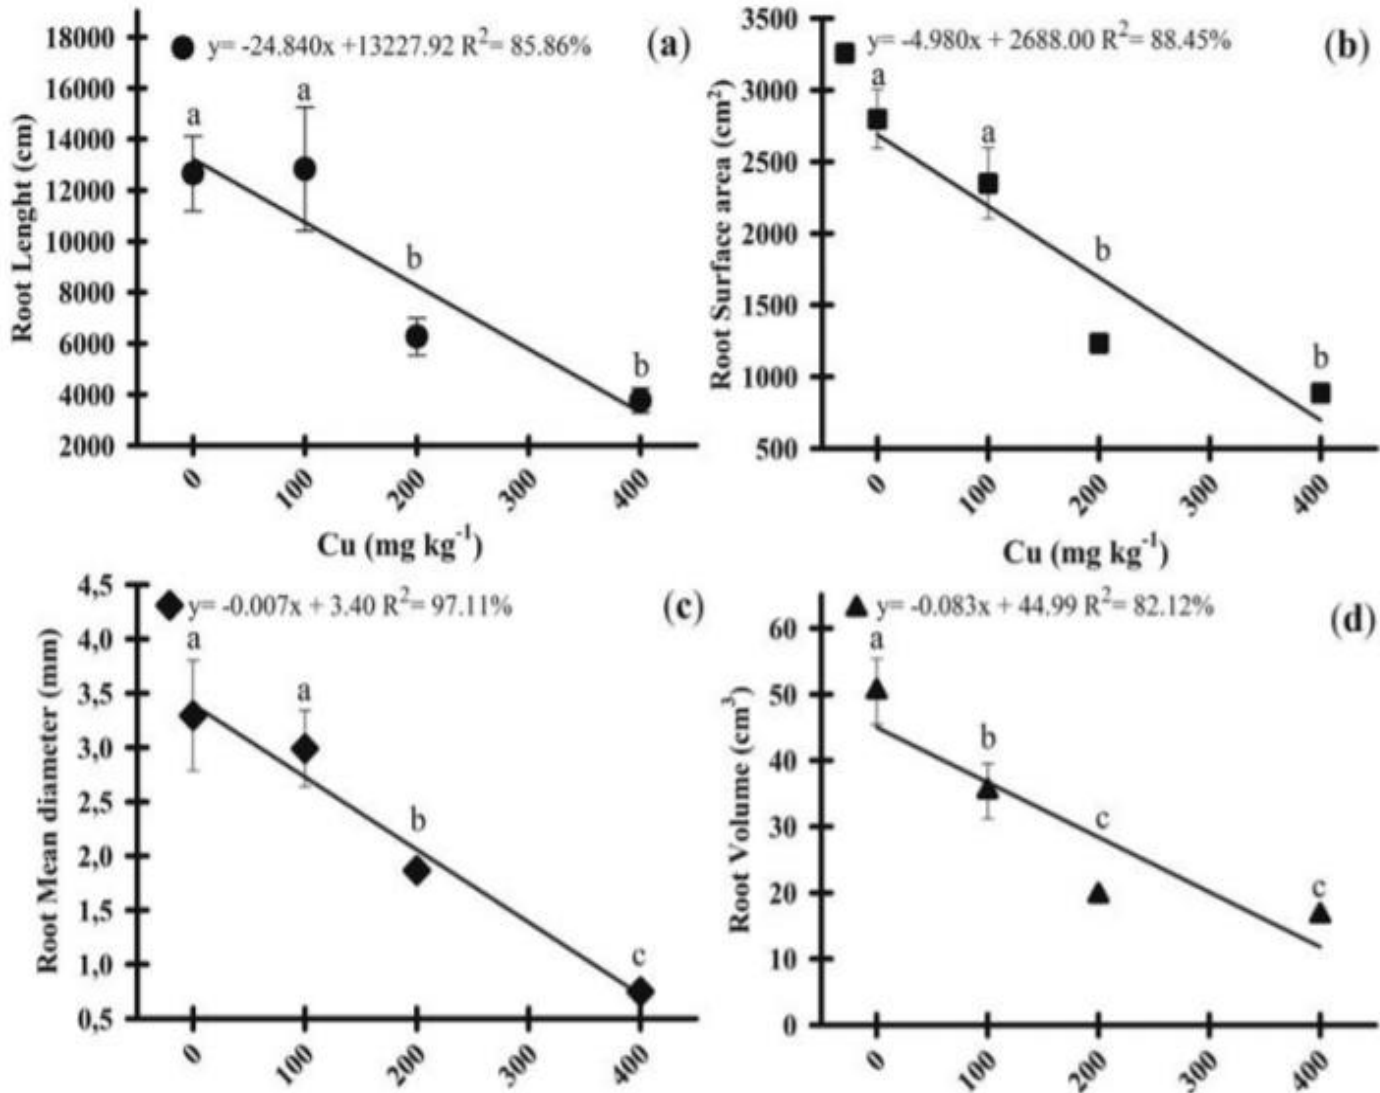 y= -24.840x +13227.92 R²= 85.86%
(a)
Root Lenght (cm)
18000
16000
14000
12000
10000
8000
6000
4000
2000
a
a
b
b
0
100
200
300
400
Cu (mg kg⁻¹)
y= -4.980x + 2688.00 R²= 88.45%
(b)
Root Surface area (cm²)
3500
3000
2500
2000
1500
1000
500
a
a
b
b
0
100
200
300
400
Cu (mg kg⁻¹)
y= -0.007x + 3.40 R²= 97.11%
(c)
Root Mean diameter (mm)
4,5
4,0
3,5
3,0
2,5
2,0
1,5
1,0
0,5
a
a
b
c
0
100
200
300
400
y= -0.083x + 44.99 R²= 82.12%
(d)
Root Volume (cm³)
60
50
40
30
20
10
0
a
b
c
c
0
100
200
300
400